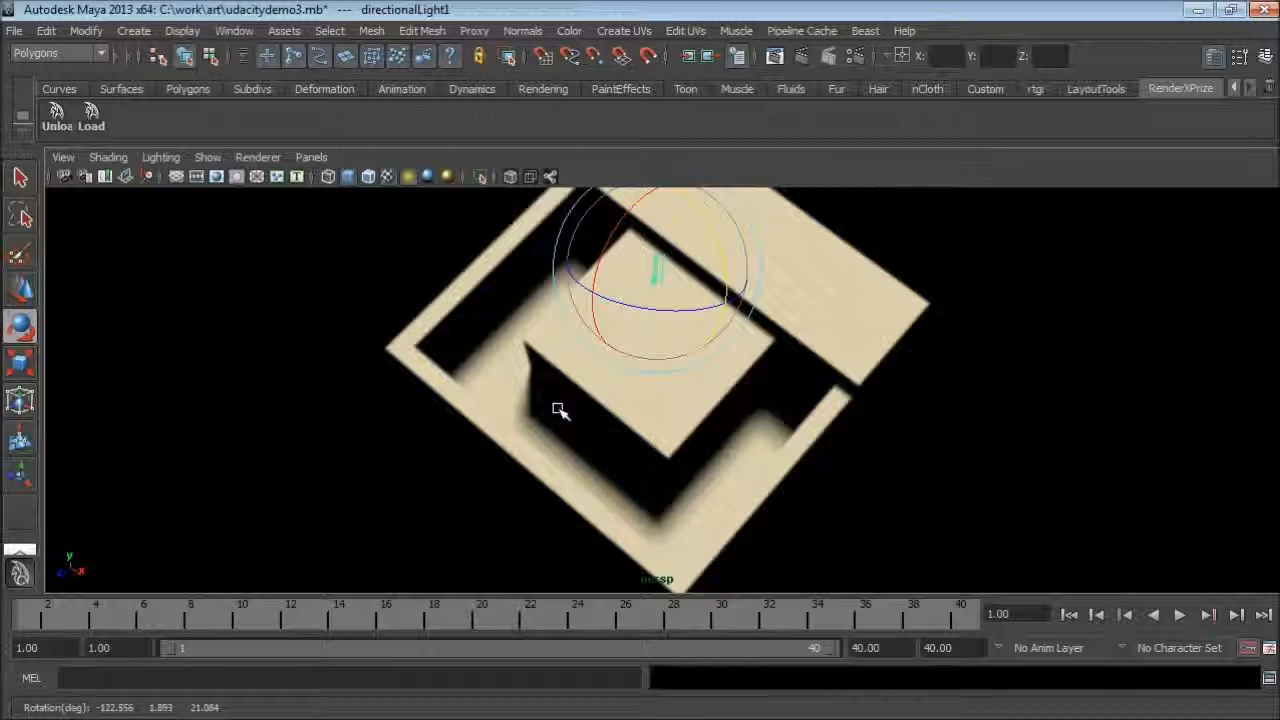 Autodesk Maya 2013 x64: C:\work\art\udacitydemo3.mb* --- directionalLight1
File Edit Modify Create Display Window Assets Select Mesh Edit Mesh Proxy Normals Color Create UVs Edit UVs Muscle Pipeline Cache Beast Help
Polygons X: Y: Z:
Curves Surfaces Polygons Subdivs Deformation Animation Dynamics Rendering PaintEffects Toon Muscle Fluids Fur Hair nCloth Custom rtgi LayoutTools RenderXPrize
Unloa Load
View Shading Lighting Show Renderer Panels
y
z x
persp
2 4 6 8 10 12 14 16 18 20 22 24 26 28 30 32 34 36 38 40 1.00
1.00 1.00 1 40 40.00 40.00 No Anim Layer No Character Set
MEL
Rotation(deg): -122.556 1.893 21.084